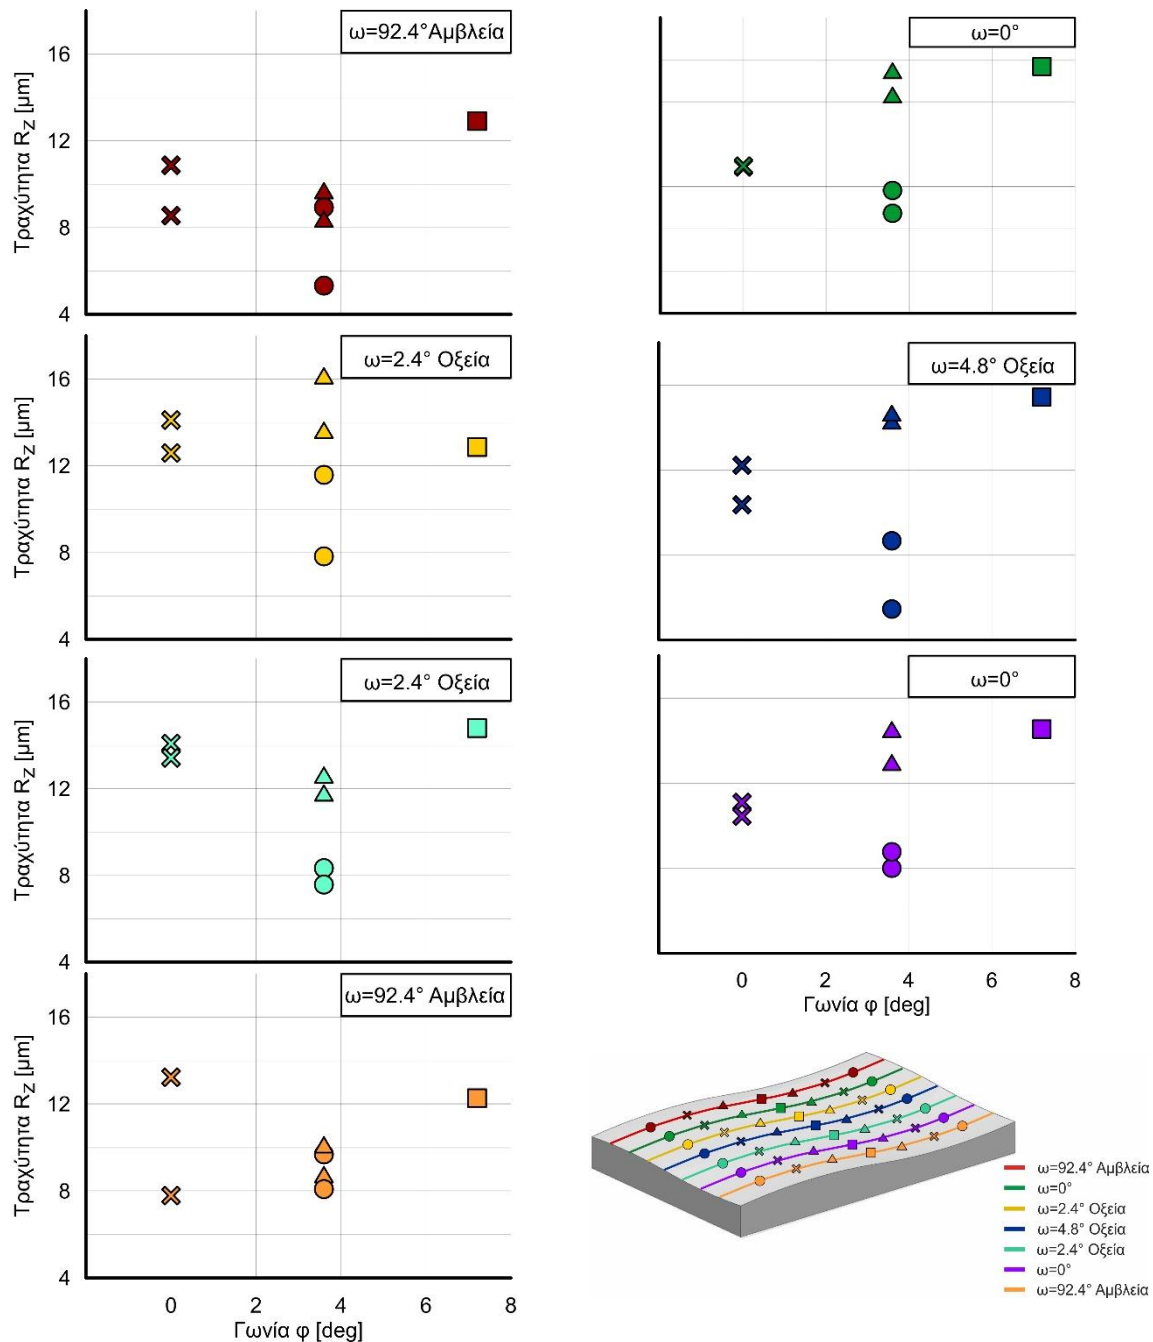 ω=92.4°Αμβλεία
16
12
8
4
Τραχύτητα RZ [μm]
ω=0°
ω=2.4° Οξεία
16
12
8
4
Τραχύτητα RZ [μm]
ω=4.8° Οξεία
ω=2.4° Οξεία
16
12
8
4
Τραχύτητα RZ [μm]
ω=0°
0 2 4 6 8
Γωνία φ [deg]
ω=92.4° Αμβλεία
16
12
8
4
Τραχύτητα RZ [μm]
0 2 4 6 8
Γωνία φ [deg]
ω=92.4° Αμβλεία
ω=0°
ω=2.4° Οξεία
ω=4.8° Οξεία
ω=2.4° Οξεία
ω=0°
ω=92.4° Αμβλεία